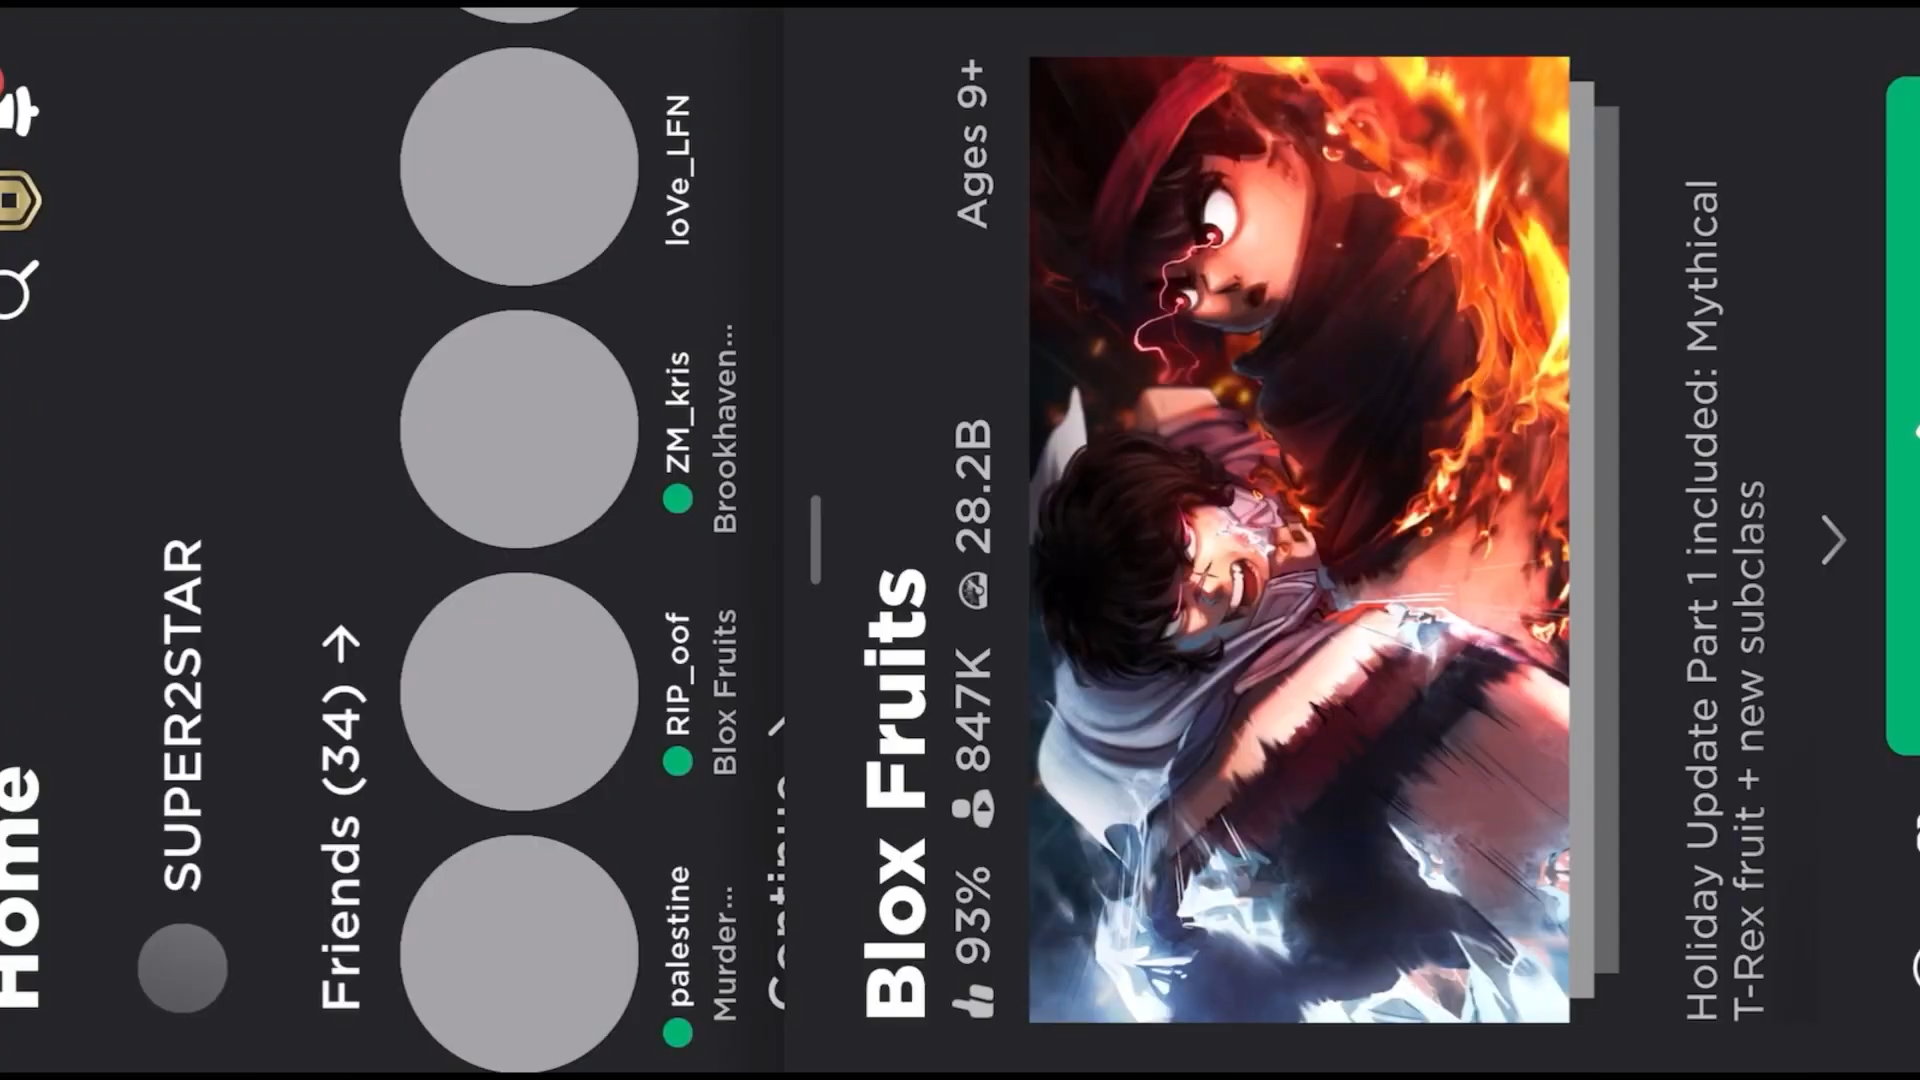 Home
SUPER2STAR
Friends (34) →
palestine
Murder...
RIP_oof
Blox Fruits
ZM_kris
Brookhaven...
loVe_LFN
Blox Fruits
93% 847K 28.2B Ages 9+
Holiday Update Part 1 included: Mythical
T-Rex fruit + new subclass